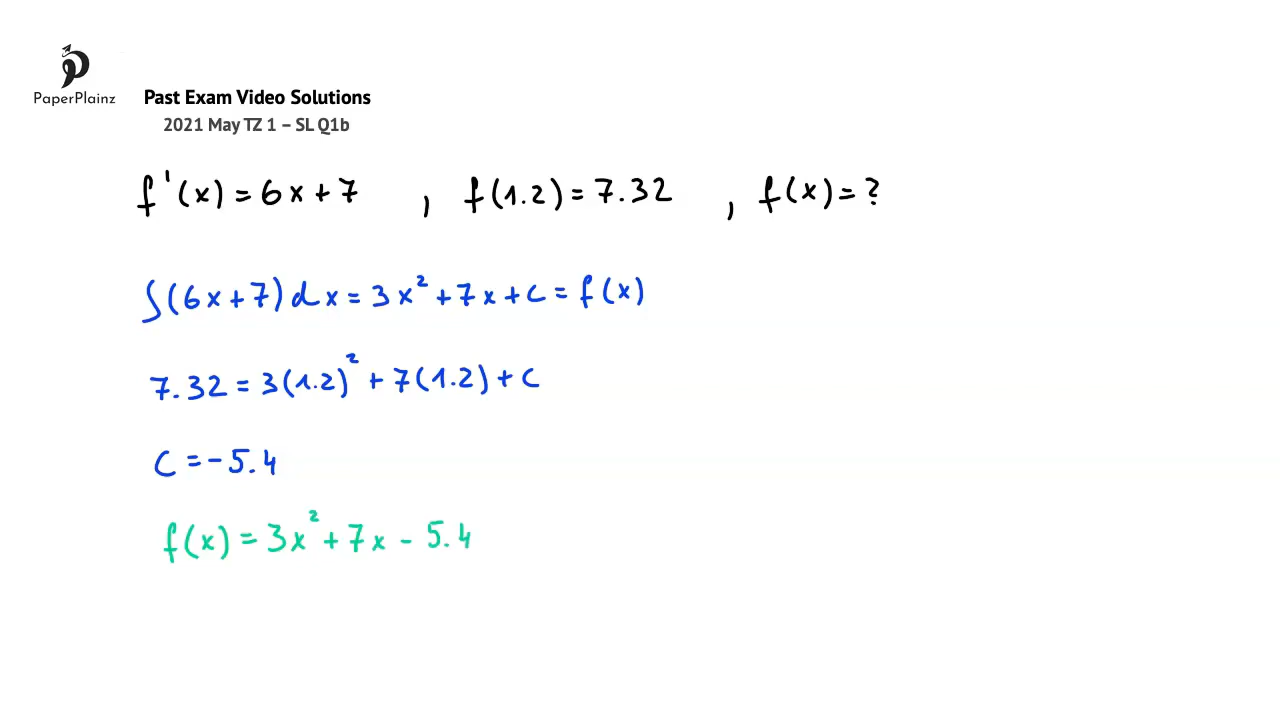 PaperPlainz
Past Exam Video Solutions
2021 May TZ 1 – SL Q1b
f'(x) = 6x + 7 , f(1.2) = 7.32 , f(x) = ?
∫(6x + 7) dx = 3x² + 7x + c = f(x)
7.32 = 3(1.2)² + 7(1.2) + c
c = -5.4
f(x) = 3x² + 7x - 5.4